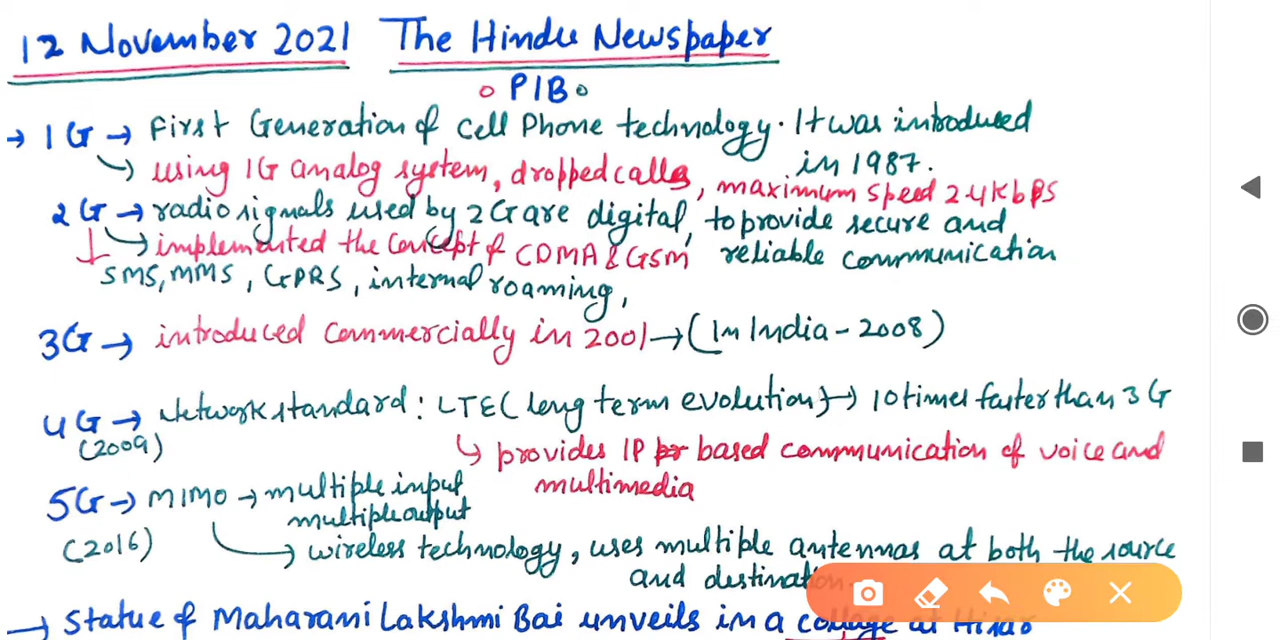 12 November 2021 The Hindu Newspaper
PIB
→ 1G → First Generation of Cell Phone technology. It was introduced
in 1987.
using 1G analog system, dropped calls, maximum speed 2.4kbps
2G → radio signals used by 2G are digital, to provide secure and
reliable communication
implemented the concept of CDMA & GSM
SMS, MMS, GPRS, internal roaming,
3G → introduced commercially in 2001 → (In India - 2008)
4G → Network standard: LTE (long term evolution) → 10 times faster than 3G
(2009)
provides IP based communication of voice and
multimedia
5G → MIMO → multiple input
multiple output
(2016)
wireless technology, uses multiple antennas at both the source
and destination
→ Statue of Maharani Lakshmi Bai unveils in a college at Hisar